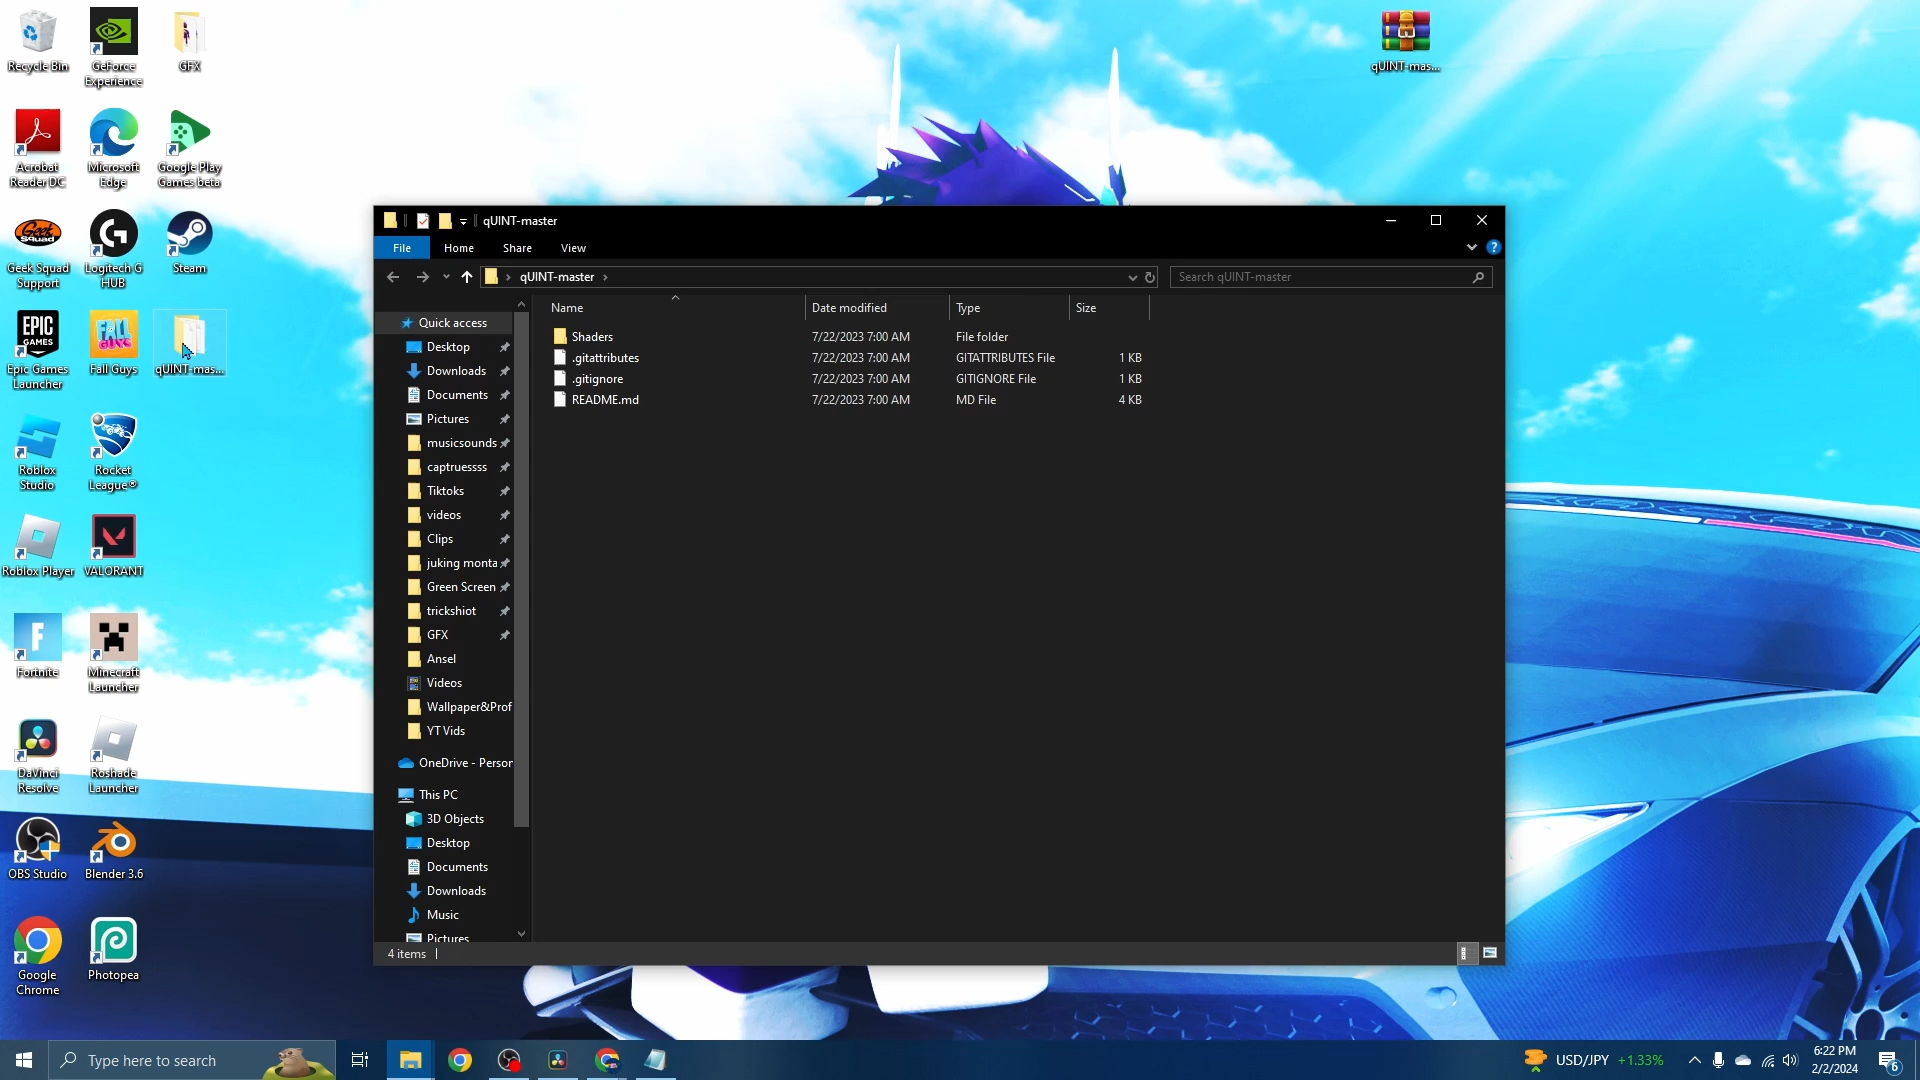 Recycle Bin
GeForce
Experience
GFX
Acrobat
Reader DC
Microsoft
Edge
Google Play
Games beta
Geek Squad
Support
Logitech G
HUB
Steam
EPIC
GAMES
Epic Games
Launcher
FALL
GUYS
Fall Guys
qUINT-mas...
Roblox
Studio
Rocket
League®
Roblox Player
VALORANT
Fortnite
Minecraft
Launcher
DaVinci
Resolve
Roshade
Launcher
OBS Studio
Blender 3.6
Google
Chrome
Photopea
qUINT-mas...
qUINT-master
File
Home
Share
View
qUINT-master
Search qUINT-master
Name
Date modified
Type
Size
Shaders 7/22/2023 7:00 AM File folder
.gitattributes 7/22/2023 7:00 AM GITATTRIBUTES File 1 KB
.gitignore 7/22/2023 7:00 AM GITIGNORE File 1 KB
README.md 7/22/2023 7:00 AM MD File 4 KB
Quick access
Desktop
Downloads
Documents
Pictures
musicsounds
captruessss
Tiktoks
videos
Clips
juking monta
Green Screen
trickshiot
GFX
Ansel
Videos
Wallpaper&Prof
YT Vids
OneDrive - Person
This PC
3D Objects
Desktop
Documents
Downloads
Music
Pictures
4 items
Type here to search
USD/JPY +1.33%
6:22 PM
2/2/2024
6